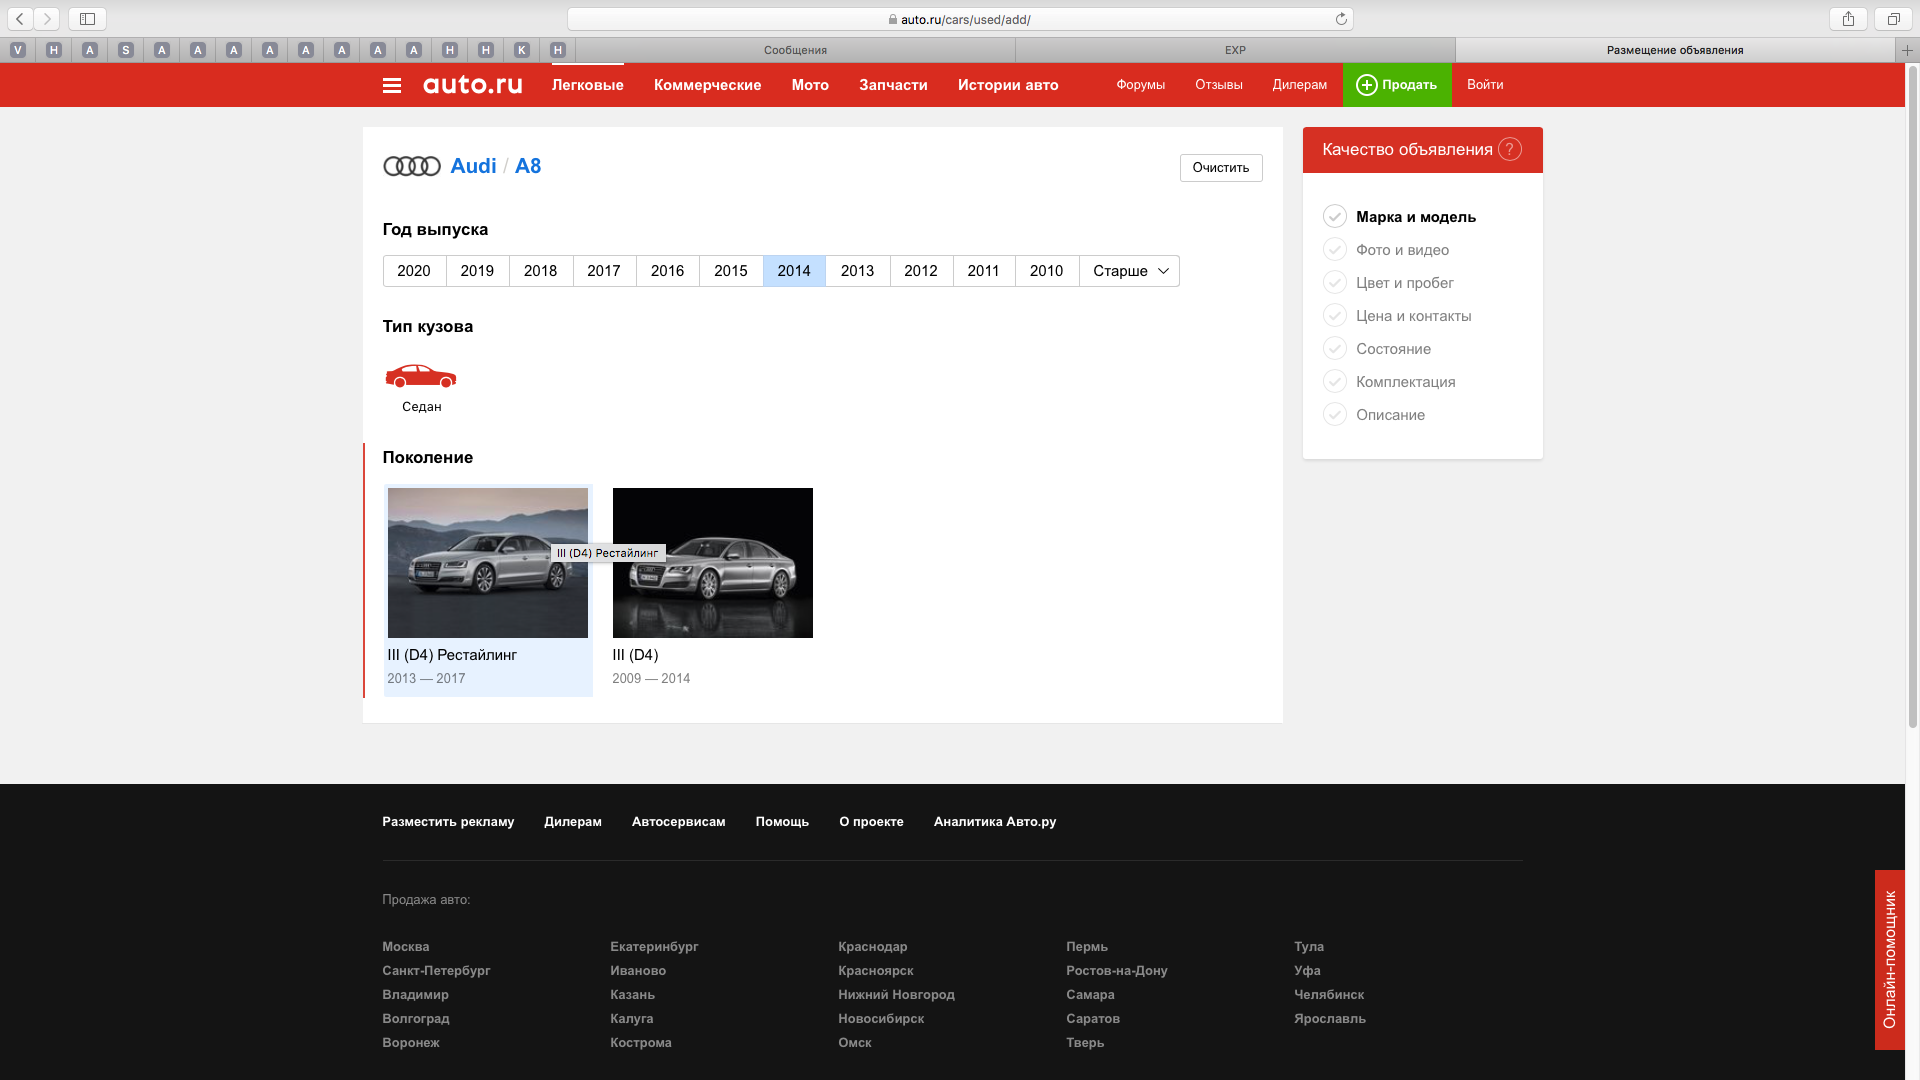 auto.ru/cars/used/add/
V H A S A A A A A A A A H H K H Сообщения EXP Размещение объявления
auto.ru Легковые Коммерческие Мото Запчасти Истории авто Форумы Отзывы Дилерам Продать Войти
Audi / A8
Очистить
Год выпуска
2020 2019 2018 2017 2016 2015 2014 2013 2012 2011 2010 Старше
Тип кузова
Седан
Поколение
III (D4) Рестайлинг
III (D4) Рестайлинг
2013 — 2017
III (D4)
2009 — 2014
Качество объявления ?
Марка и модель
Фото и видео
Цвет и пробег
Цена и контакты
Состояние
Комплектация
Описание
Разместить рекламу Дилерам Автосервисам Помощь О проекте Аналитика Авто.ру
Продажа авто:
Москва Екатеринбург Краснодар Пермь Тула
Санкт-Петербург Иваново Красноярск Ростов-на-Дону Уфа
Владимир Казань Нижний Новгород Самара Челябинск
Волгоград Калуга Новосибирск Саратов Ярославль
Воронеж Кострома Омск Тверь
Онлайн-помощник